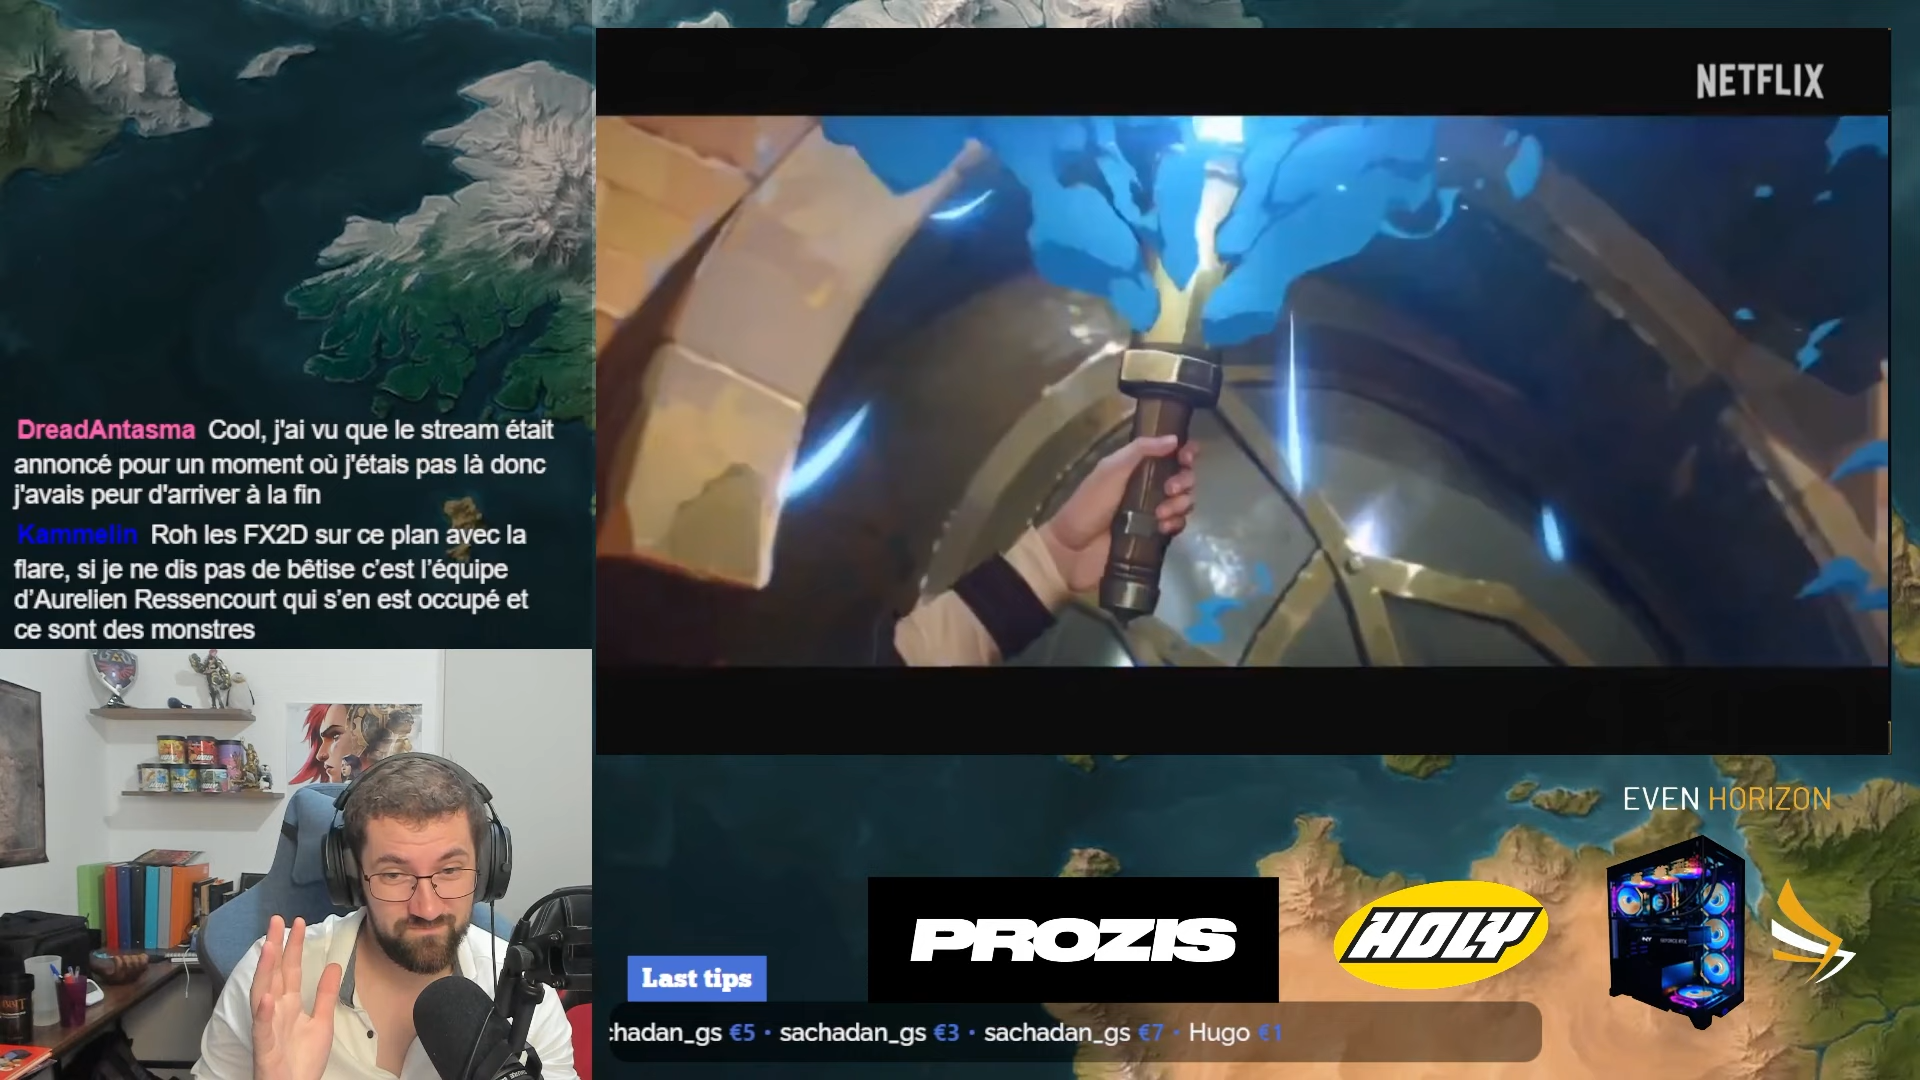 NETFLIX
DreadAntasma Cool, j'ai vu que le stream était
annoncé pour un moment où j'étais pas là donc
j'avais peur d'arriver à la fin
Kammelin Roh les FX2D sur ce plan avec la
flare, si je ne dis pas de bêtise c’est l’équipe
d’Aurelien Ressencourt qui s’en est occupé et
ce sont des monstres
EVEN HORIZON
PROZIS
HOLY
Last tips
chadan_gs €5 • sachadan_gs €3 • sachadan_gs €7 • Hugo €1